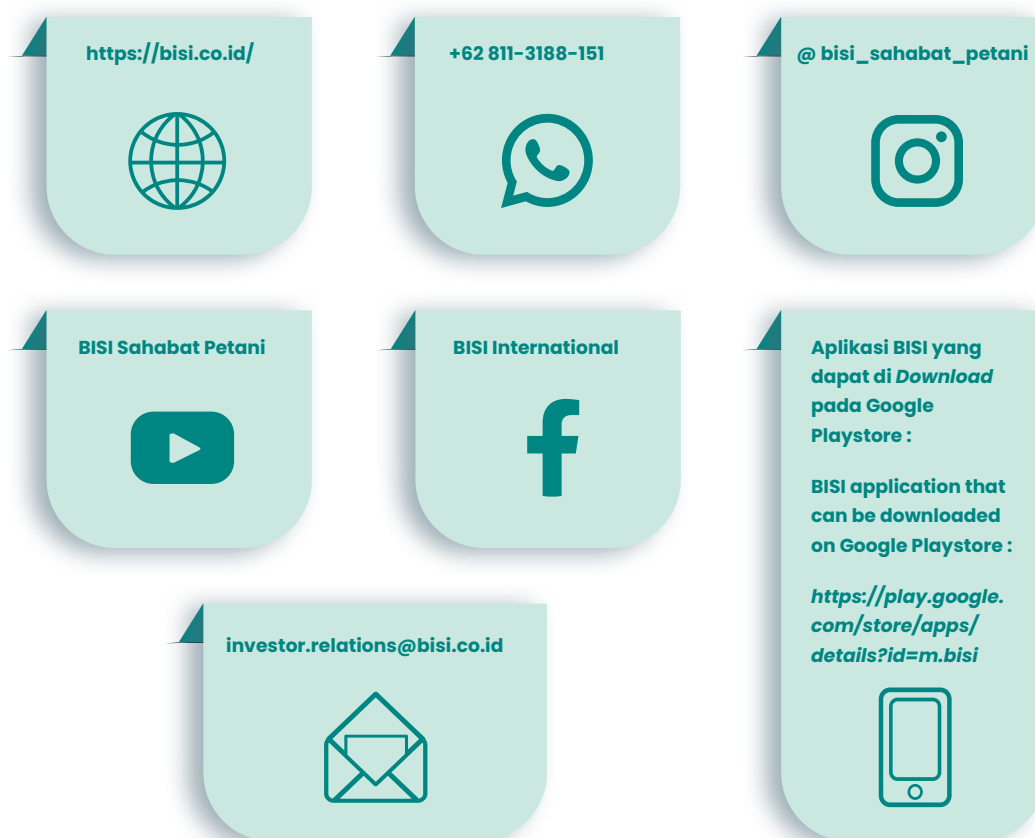 https://bisi.co.id/
+62 811-3188-151
@ bisi_sahabat_petani
BISI Sahabat Petani
BISI International
Aplikasi BISI yang
dapat di Download
pada Google
Playstore :
BISI application that
can be downloaded
on Google Playstore :
https://play.google.
com/store/apps/
details?id=m.bisi
investor.relations@bisi.co.id